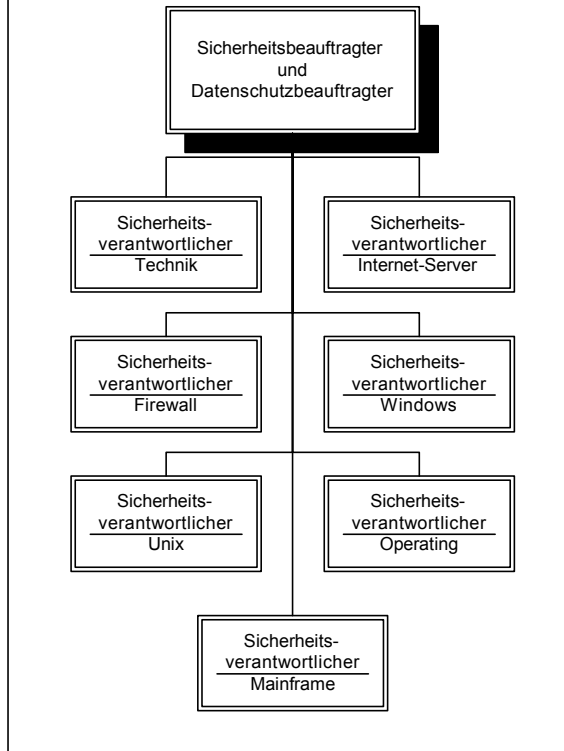 Sicherheitsbeauftragter
und
Datenschutzbeauftragter
Sicherheits-
verantwortlicher
Technik
Sicherheits-
verantwortlicher
Internet-Server
Sicherheits-
verantwortlicher
Firewall
Sicherheits-
verantwortlicher
Windows
Sicherheits-
verantwortlicher
Unix
Sicherheits-
verantwortlicher
Operating
Sicherheits-
verantwortlicher
Mainframe